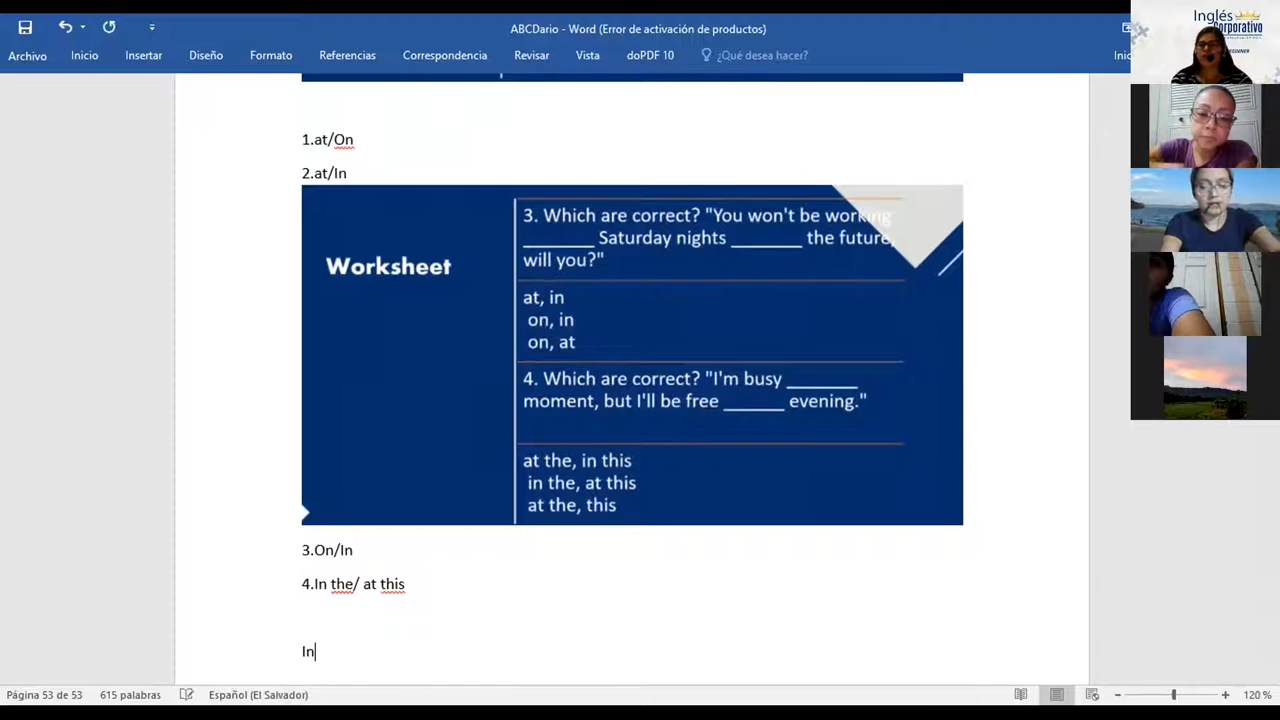 ABCDario - Word (Error de activación de productos)
Archivo Inicio Insertar Diseño Formato Referencias Correspondencia Revisar Vista doPDF 10 ¿Qué desea hacer?
Inglés
Corporativo
1.at/On
2.at/In
Worksheet
3. Which are correct? "You won't be working
_______ Saturday nights _______ the future,
will you?"
at, in
on, in
on, at
4. Which are correct? "I'm busy _______
moment, but I'll be free ______ evening."
at the, in this
in the, at this
at the, this
3.On/In
4.In the/ at this
In
Página 53 de 53 615 palabras Español (El Salvador) 120 %